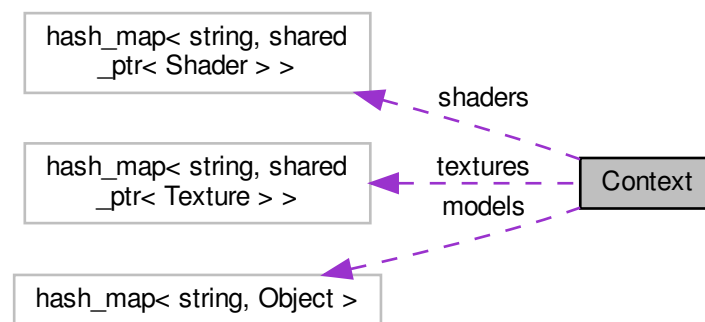 hash_map< string, shared
_ptr< Shader > >
shaders
hash_map< string, shared
_ptr< Texture > >
textures
Context
models
hash_map< string, Object >